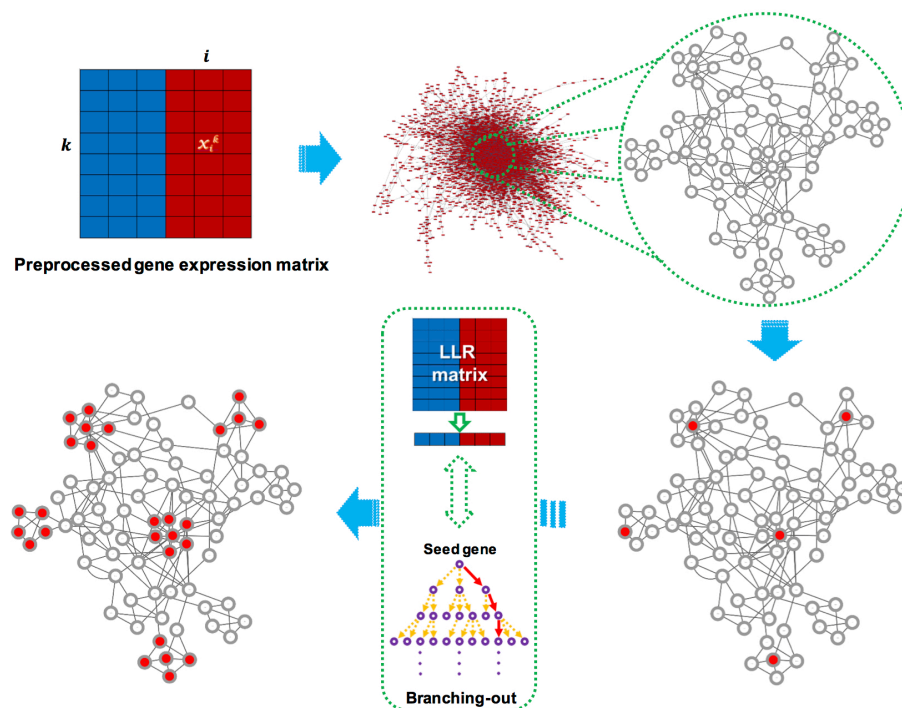 i
k
x_i^k
Preprocessed gene expression matrix
LLR
matrix
Seed gene
Branching-out